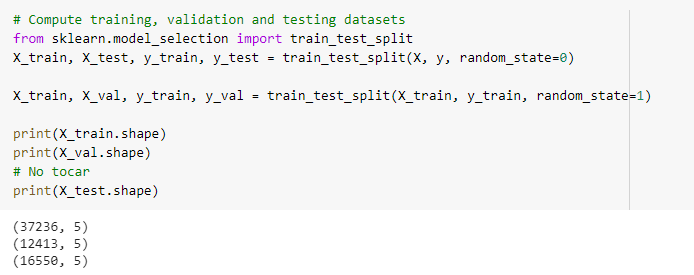 # Compute training, validation and testing datasets
from sklearn.model_selection import train_test_split
X_train, X_test, y_train, y_test = train_test_split(X, y, random_state=0)
X_train, X_val, y_train, y_val = train_test_split(X_train, y_train, random_state=1)
print(X_train.shape)
print(X_val.shape)
# No tocar
print(X_test.shape)
(37236, 5)
(12413, 5)
(16550, 5)